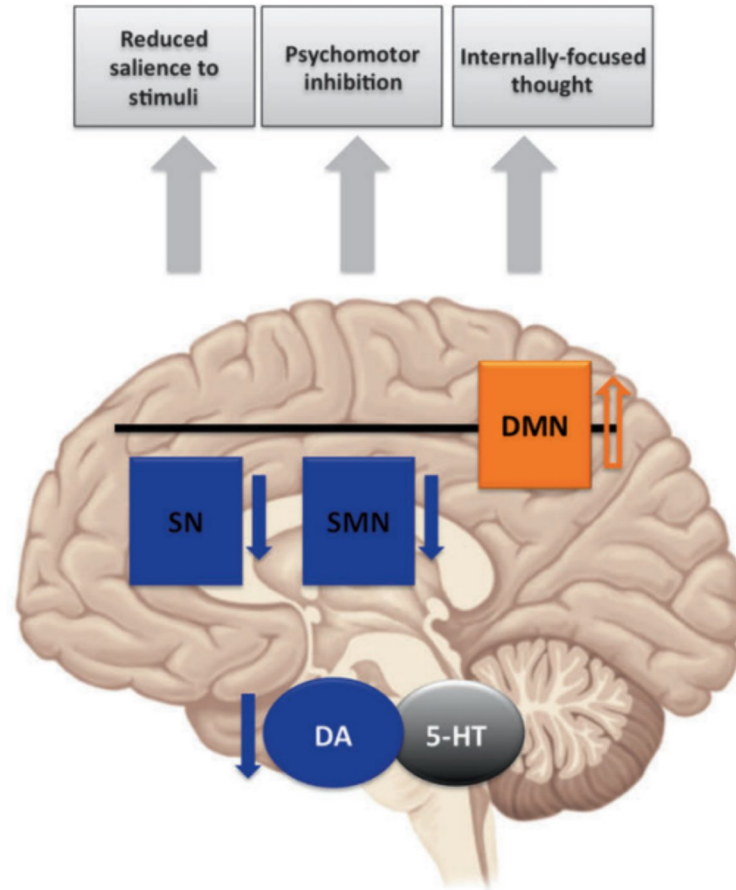 Reduced
salience to
stimuli
Psychomotor
inhibition
Internally-focused
thought
DMN
SN
SMN
DA
5-HT